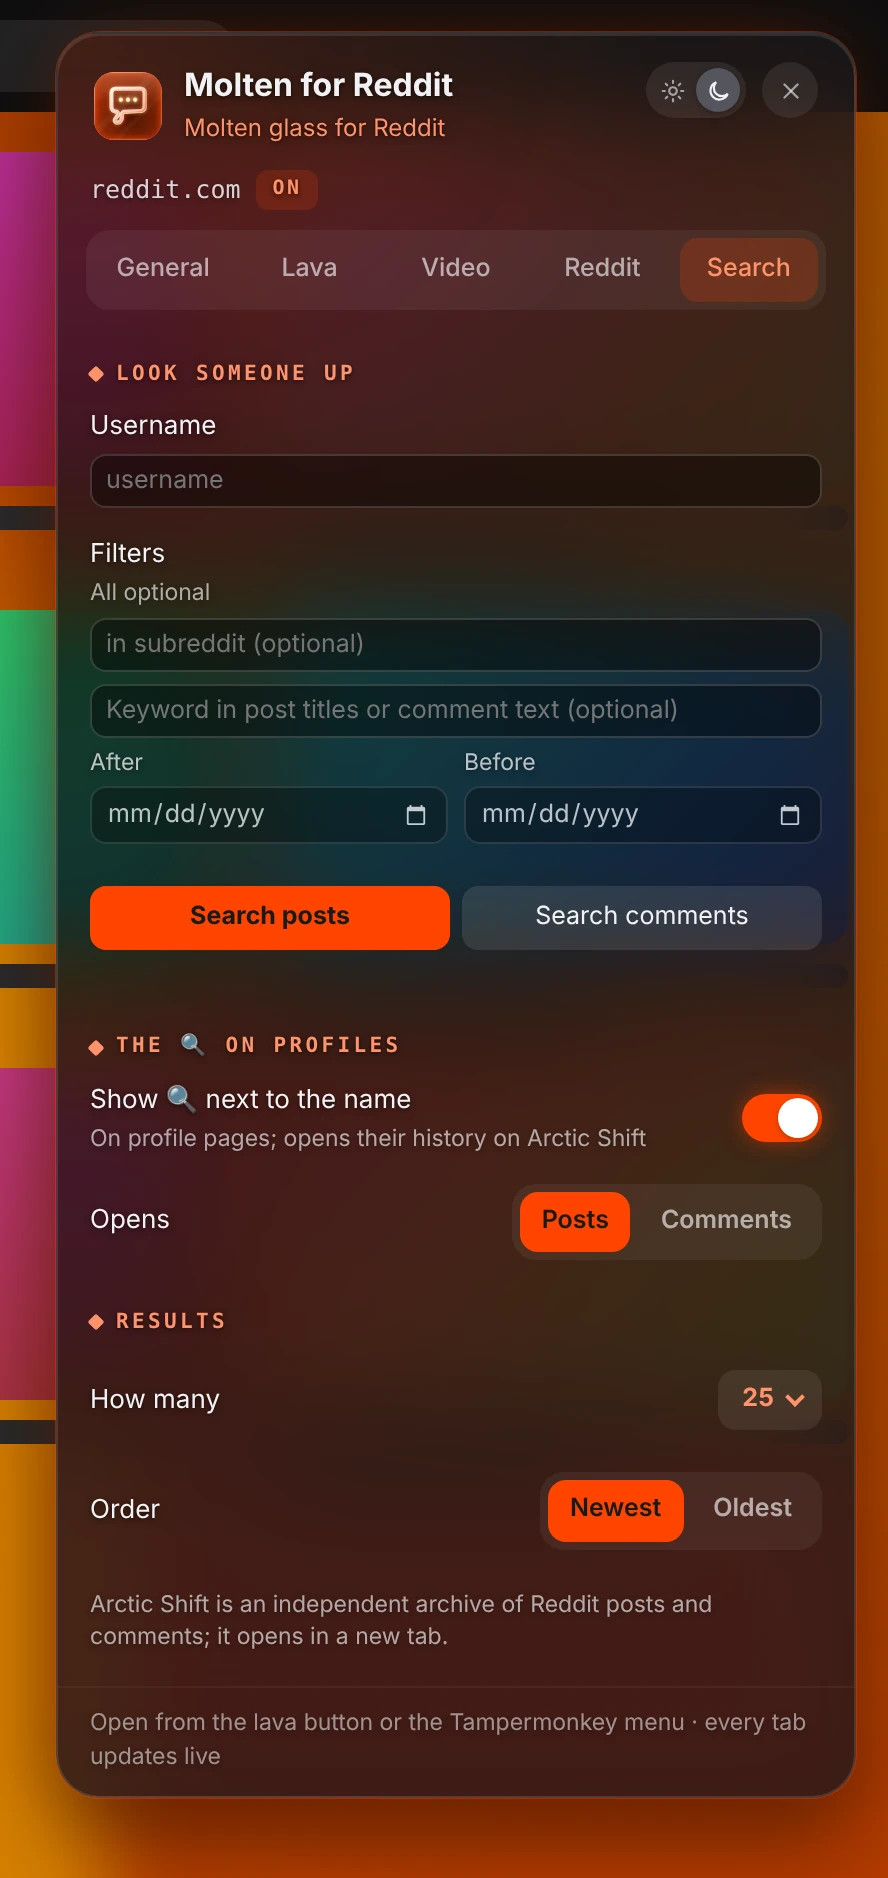 Molten for Reddit
Molten glass for Reddit
reddit.com ON
General Lava Video Reddit Search
LOOK SOMEONE UP
Username
username
Filters
All optional
in subreddit (optional)
Keyword in post titles or comment text (optional)
After Before
mm/dd/yyyy mm/dd/yyyy
Search posts Search comments
THE 🔍 ON PROFILES
Show 🔍 next to the name
On profile pages; opens their history on Arctic Shift
Opens Posts Comments
RESULTS
How many 25
Order Newest Oldest
Arctic Shift is an independent archive of Reddit posts and
comments; it opens in a new tab.
Open from the lava button or the Tampermonkey menu · every tab
updates live